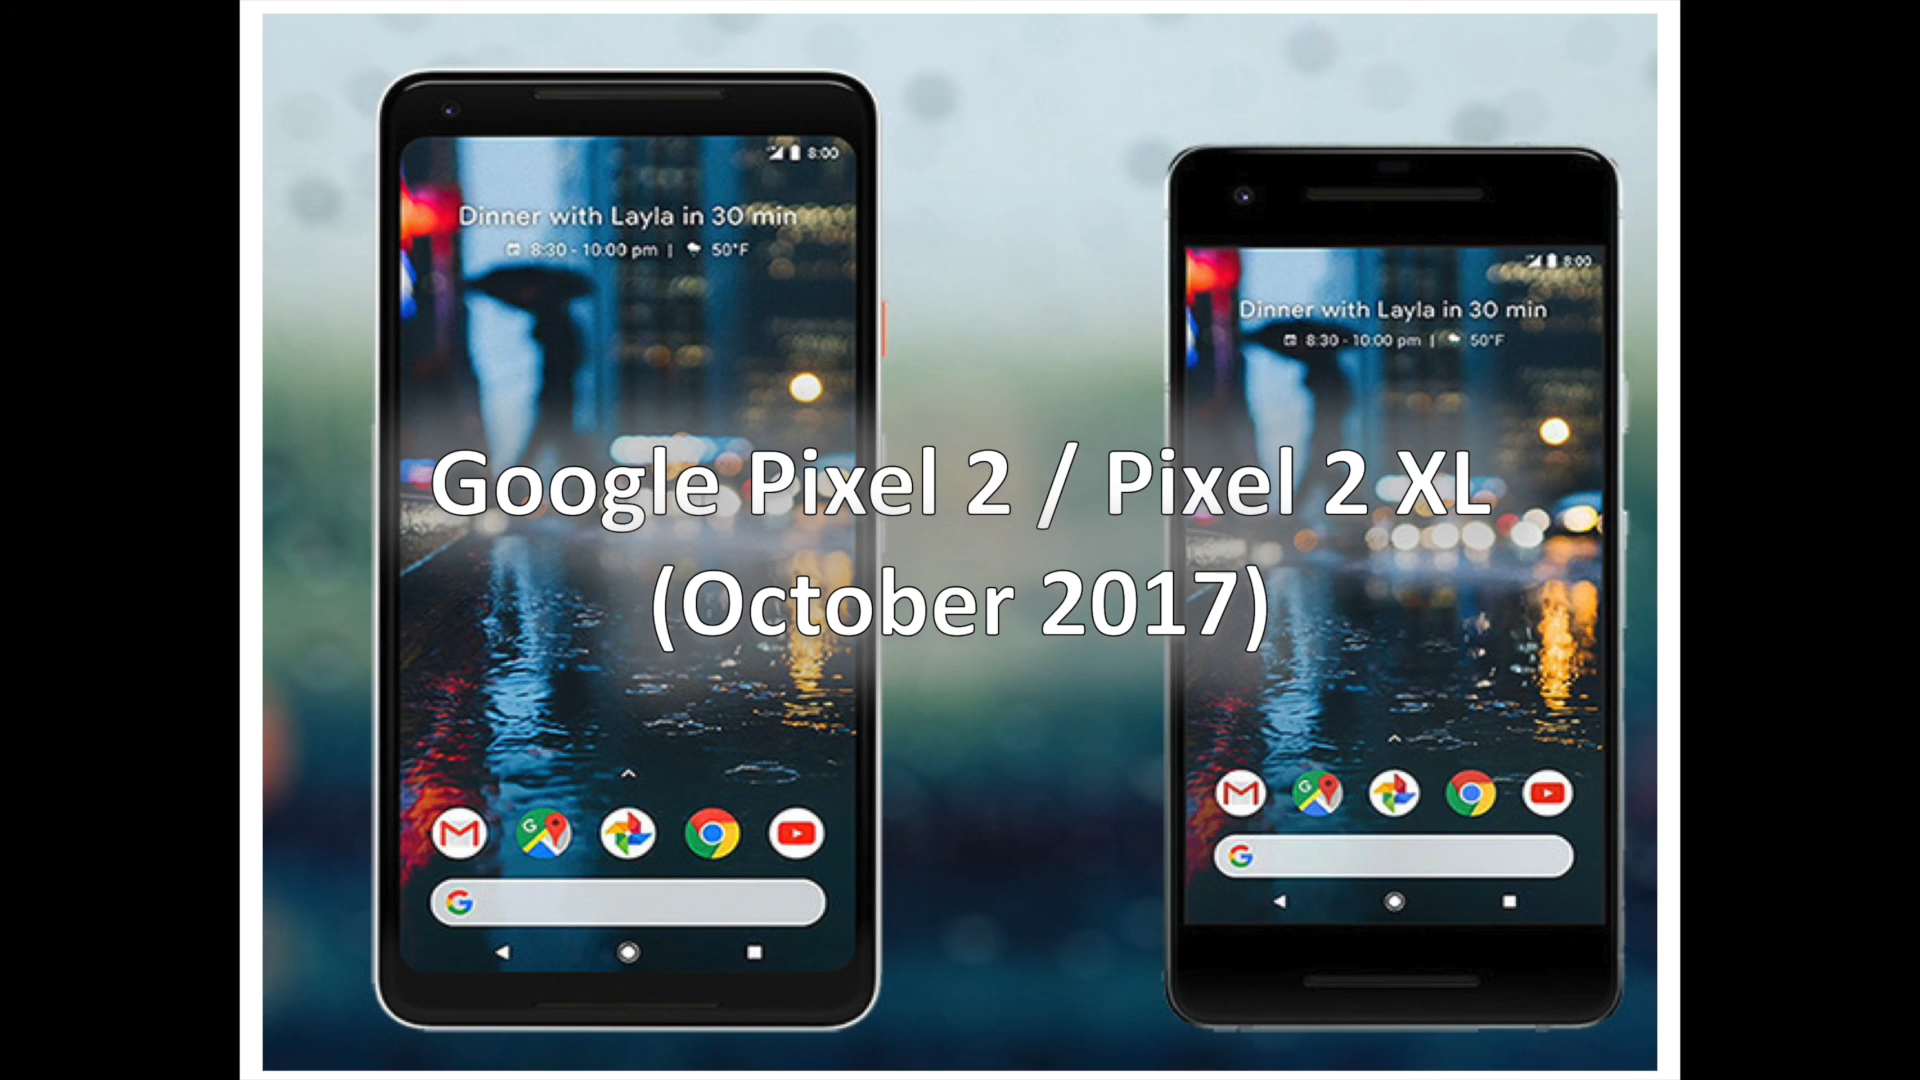 8:00
Dinner with Layla in 30 min
8:30 - 10:00 pm | 50°F
8:00
Dinner with Layla in 30 min
8:30 - 10:00 pm | 50°F
Google Pixel 2 / Pixel 2 XL
(October 2017)